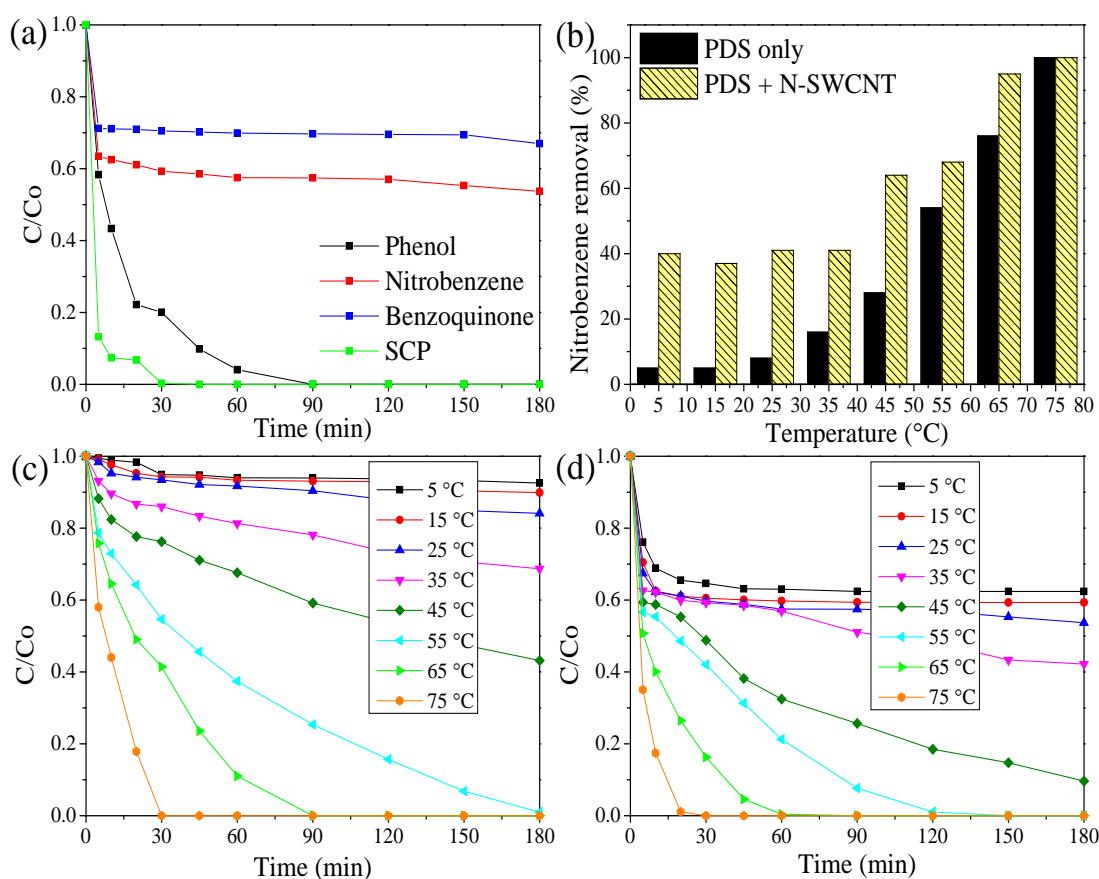 (a)
1.0
0.8
0.6
0.4
0.2
0.0
C/Co
Phenol
Nitrobenzene
Benzoquinone
SCP
0 30 60 90 120 150 180
Time (min)
(b)
100
80
60
40
20
0
Nitrobenzene removal (%)
PDS only
PDS + N-SWCNT
0 5 10 15 20 25 30 35 40 45 50 55 60 65 70 75 80
Temperature (°C)
(c)
1.0
0.8
0.6
0.4
0.2
0.0
C/Co
5 °C
15 °C
25 °C
35 °C
45 °C
55 °C
65 °C
75 °C
0 30 60 90 120 150 180
Time (min)
(d)
1.0
0.8
0.6
0.4
0.2
0.0
C/Co
5 °C
15 °C
25 °C
35 °C
45 °C
55 °C
65 °C
75 °C
0 30 60 90 120 150 180
Time (min)